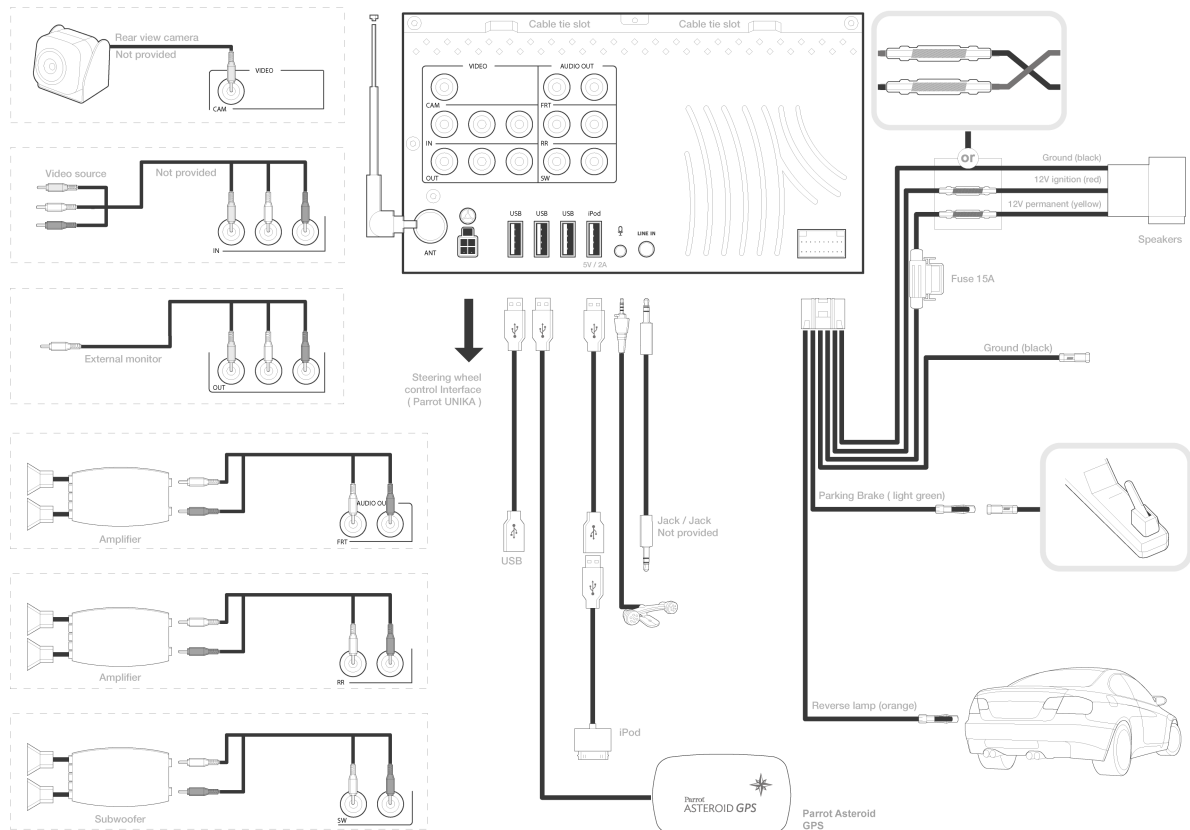 Rear view camera
Not provided
VIDEO
CAM
Video source
Not provided
IN
External monitor
OUT
AUDIO OU
Amplifier
FRT
Amplifier
RR
Subwoofer
SW
Cable tie slot
Cable tie slot
VIDEO
AUDIO OUT
CAM
FRT
IN
RR
OUT
SW
ANT
USB
USB
USB
iPod
LINE IN
5V / 2A
Steering wheel
control Interface
( Parrot UNIKA )
USB
Jack / Jack
Not provided
iPod
Parrot
ASTEROID GPS
Parrot Asteroid
GPS
or
Ground (black)
12V ignition (red)
12V permanent (yellow)
Speakers
Fuse 15A
Ground (black)
Parking Brake ( light green)
Reverse lamp (orange)